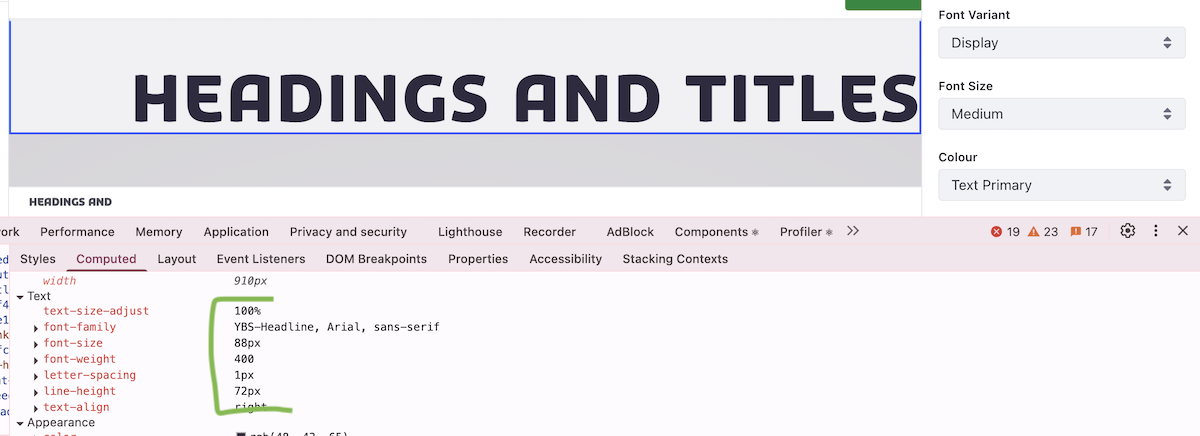 Font Variant
Display
HEADINGS AND TITLES
Font Size
Medium
Colour
Text Primary
HEADINGS AND
ork Performance Memory Application Privacy and security Lighthouse Recorder AdBlock Components Profiler 19 23 17
Styles Computed Layout Event Listeners DOM Breakpoints Properties Accessibility Stacking Contexts
width 910px
Text
text-size-adjust 100%
font-family YBS-Headline, Arial, sans-serif
font-size 88px
font-weight 400
letter-spacing 1px
line-height 72px
text-align right
Appearance
color rgb(48, 43, 65)